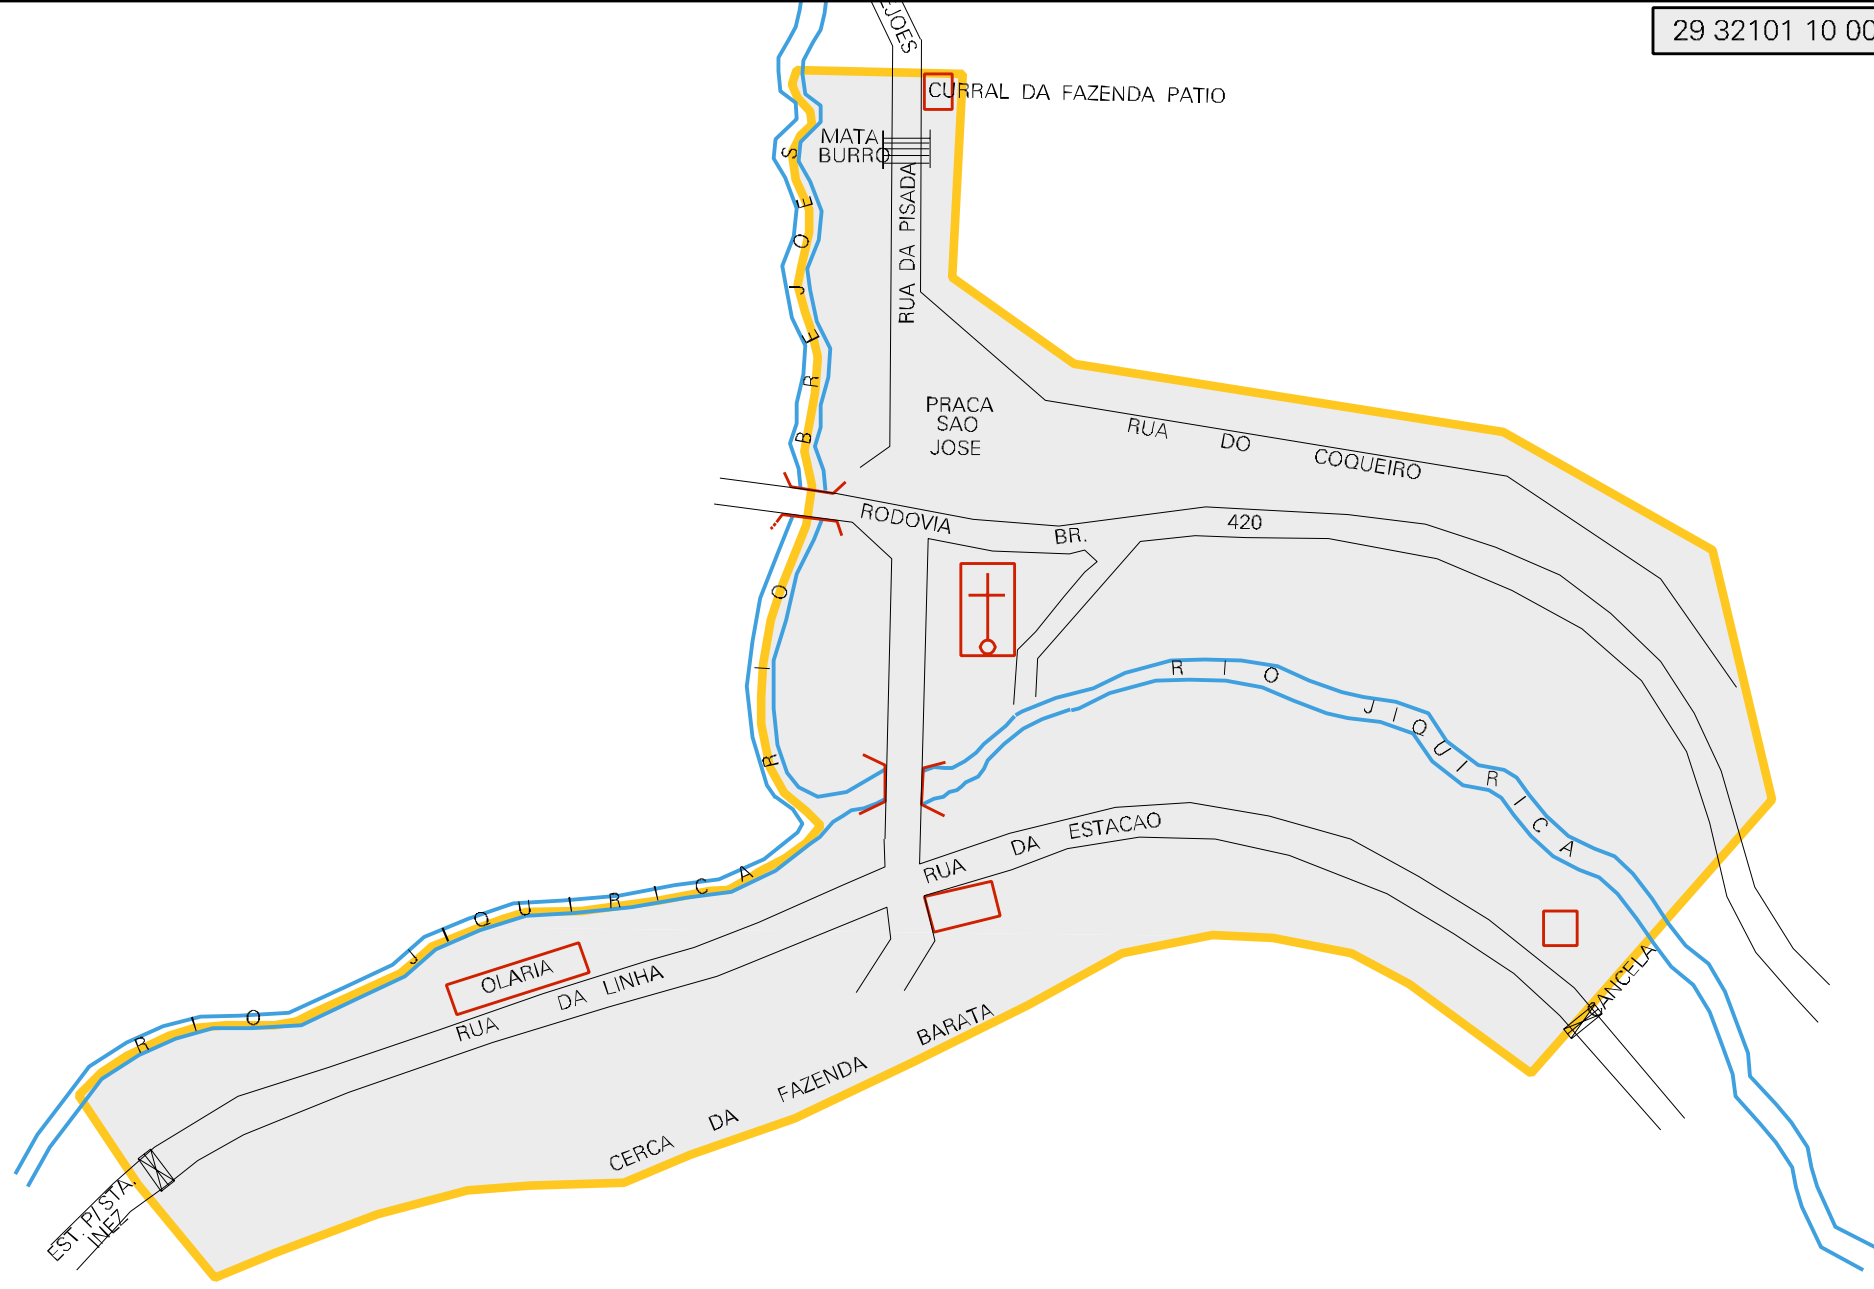 29 32101 10 00
EJOES
CURRAL DA FAZENDA PATIO
MATA
BURRO
RUA DA PISADA
RIO BREJOES
PRACA
SAO
JOSE
RUA DO COQUEIRO
RODOVIA BR. 420
RIO JIQUIRICA
RUA DA ESTACAO
RIO JIQUIRICA
OLARIA
RUA DA LINHA
CANCELA
CERCA DA FAZENDA BARATA
EST. P/ STA.
INEZ